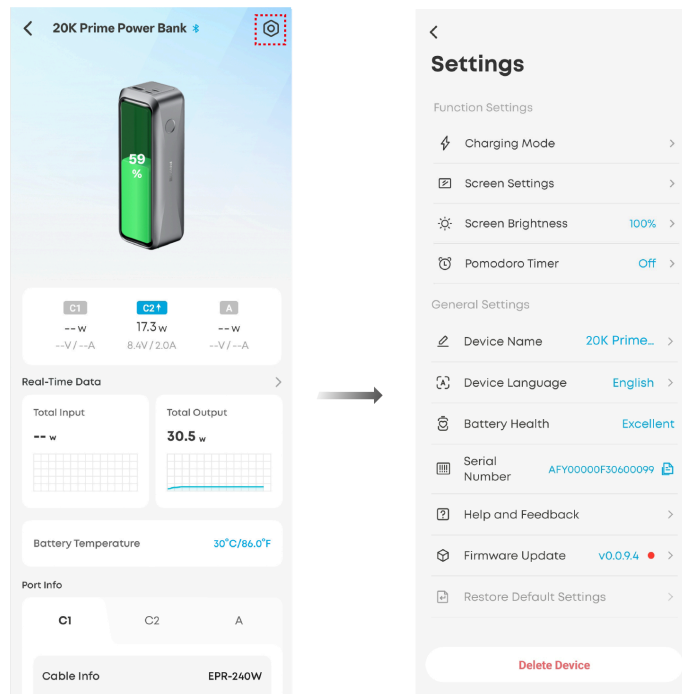 20K Prime Power Bank
59
%
C1 C2↑ A
-- w 17.3 w -- w
--V/--A 8.4V/2.0A --V/--A
Real-Time Data
Total Input Total Output
-- w 30.5 w
Battery Temperature 30°C/86.0°F
Port Info
C1 C2 A
Cable Info EPR-240W
Settings
Function Settings
Charging Mode
Screen Settings
Screen Brightness 100%
Pomodoro Timer Off
General Settings
Device Name 20K Prime...
Device Language English
Battery Health Excellent
Serial
Number AFY00000F30600099
Help and Feedback
Firmware Update v0.0.9.4
Restore Default Settings
Delete Device